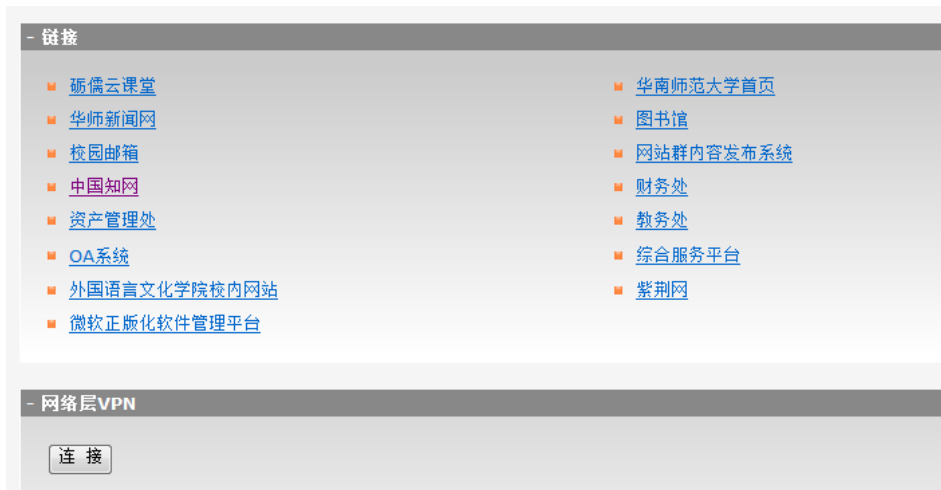 - 链接
砺儒云课堂
华南师范大学首页
华师新闻网
图书馆
校园邮箱
网站群内容发布系统
中国知网
财务处
资产管理处
教务处
OA系统
综合服务平台
外国语言文化学院校内网站
紫荆网
微软正版化软件管理平台
- 网络层VPN
连 接